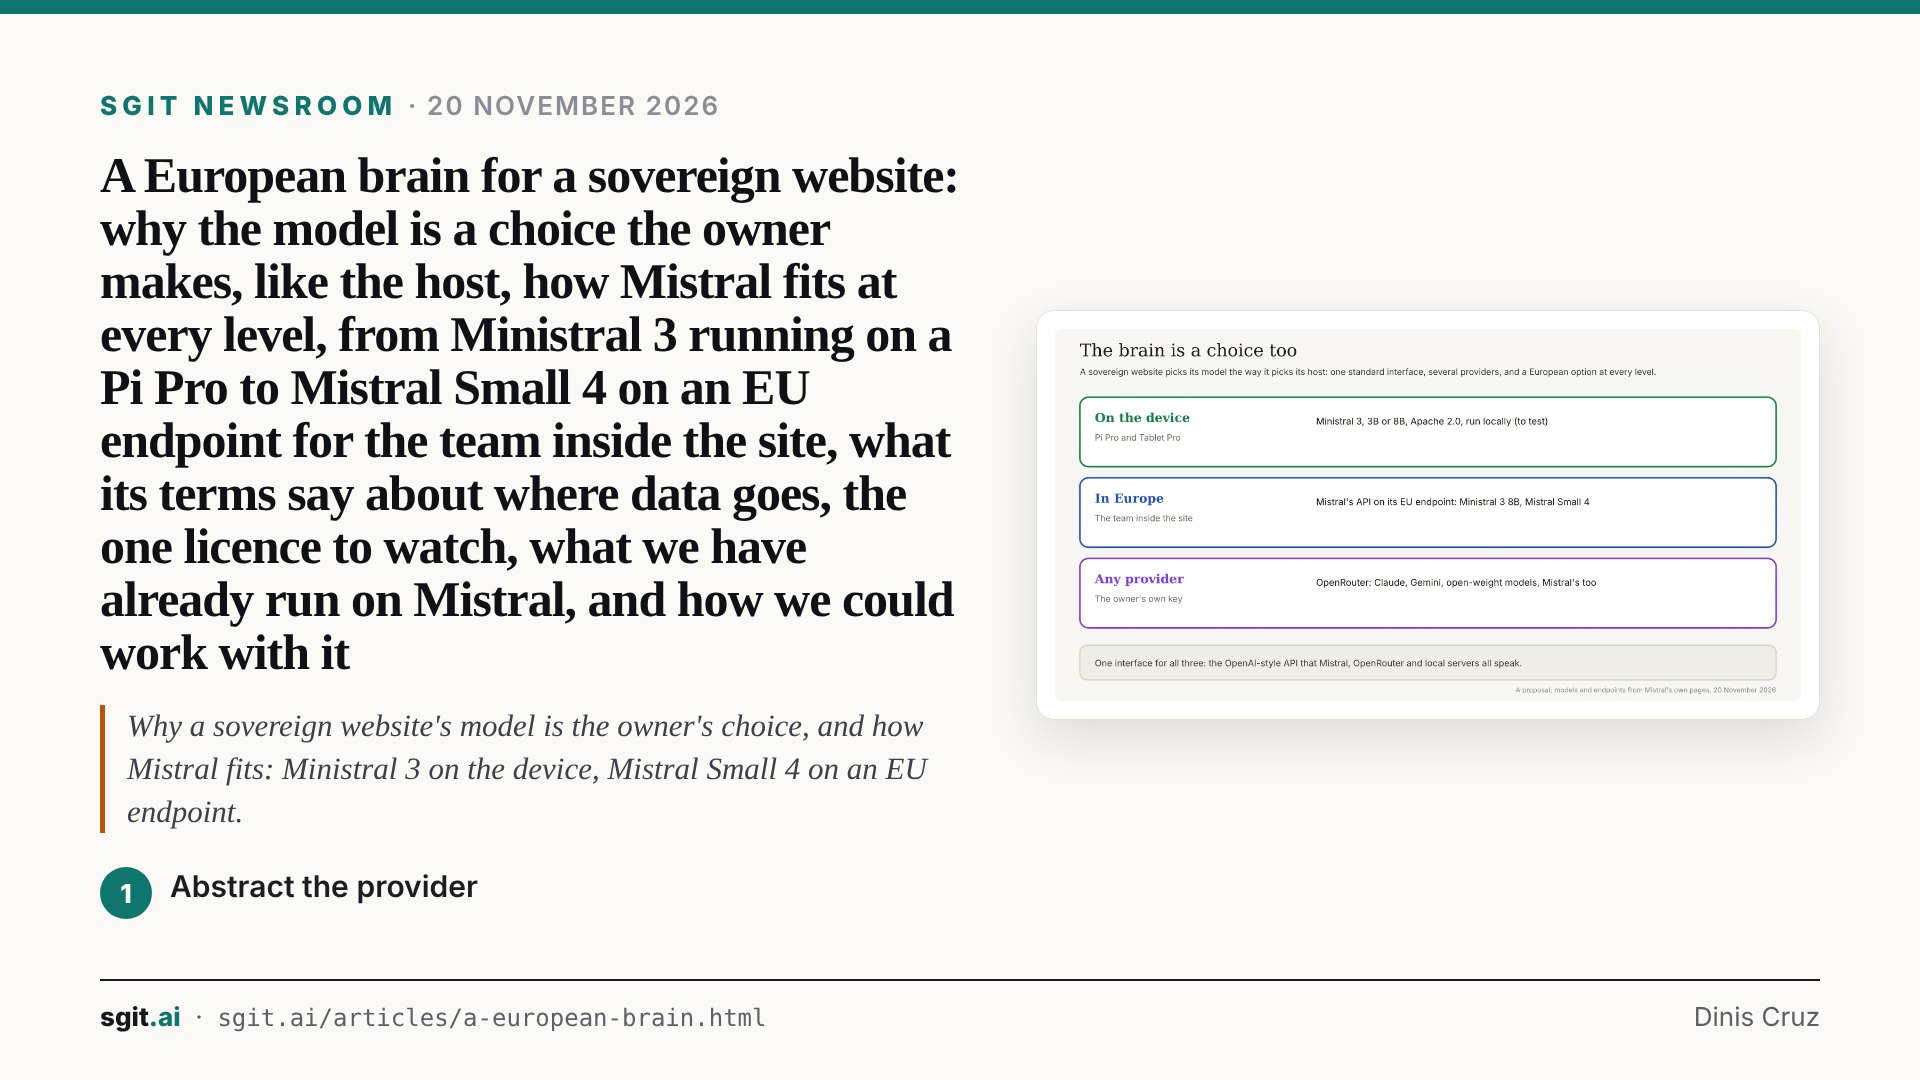 SGIT NEWSROOM · 20 NOVEMBER 2026
A European brain for a sovereign website:
why the model is a choice the owner
makes, like the host, how Mistral fits at
every level, from Ministral 3 running on a
Pi Pro to Mistral Small 4 on an EU
endpoint for the team inside the site, what
its terms say about where data goes, the
one licence to watch, what we have
already run on Mistral, and how we could
work with it
Why a sovereign website's model is the owner's choice, and how
Mistral fits: Ministral 3 on the device, Mistral Small 4 on an EU
endpoint.
1 Abstract the provider
The brain is a choice too
A sovereign website picks its model the way it picks its host: one standard interface, several providers, and a European option at every level.
On the device
Ministral 3, 3B or 8B, Apache 2.0, run locally (to test)
Pi Pro and Tablet Pro
In Europe
Mistral's API on its EU endpoint: Ministral 3 8B, Mistral Small 4
The team inside the site
Any provider
OpenRouter: Claude, Gemini, open-weight models, Mistral's too
The owner's own key
One interface for all three: the OpenAI-style API that Mistral, OpenRouter and local servers all speak.
A proposal; models and endpoints from Mistral's own pages, 20 November 2026
sgit.ai · sgit.ai/articles/a-european-brain.html
Dinis Cruz